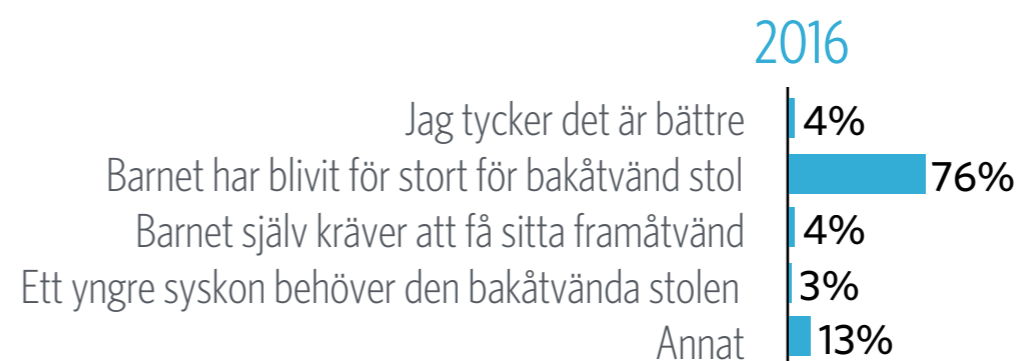 2016
Jag tycker det är bättre 4%
Barnet har blivit för stort för bakåtvänd stol 76%
Barnet själv kräver att få sitta framåtvänd 4%
Ett yngre syskon behöver den bakåtvända stolen 3%
Annat 13%